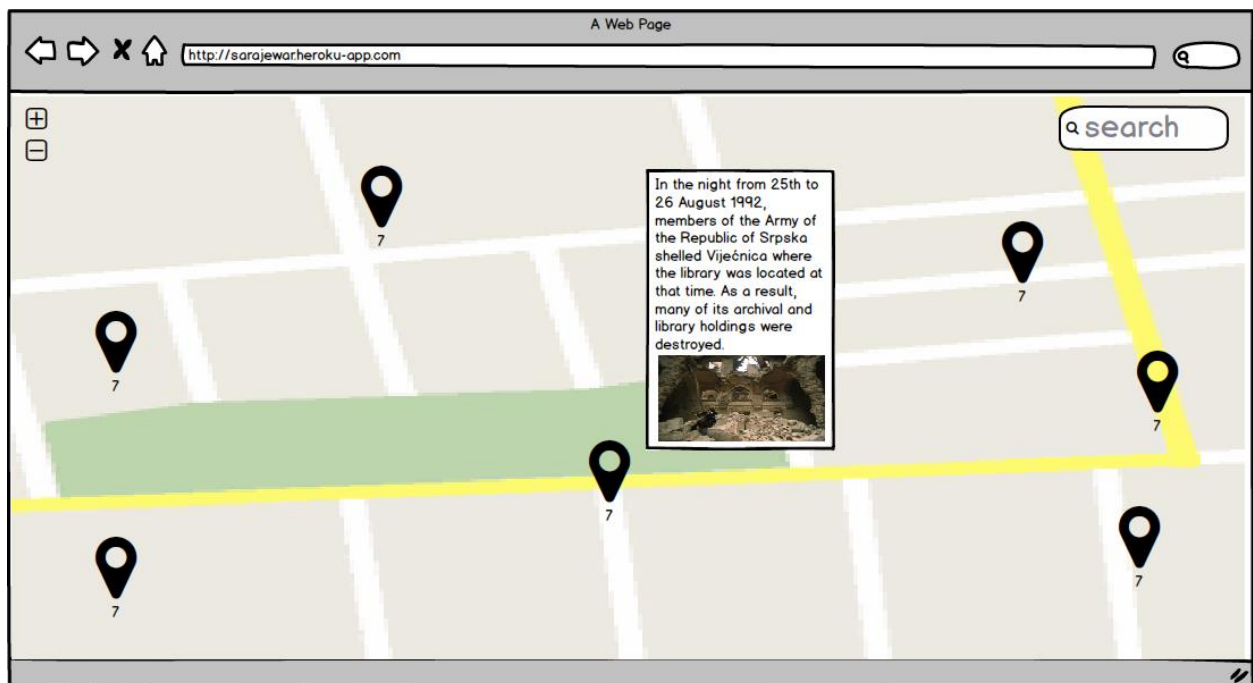 A Web Page
http://sarajewar.heroku-app.com
search
In the night from 25th to
26 August 1992,
members of the Army of
the Republic of Srpska
shelled Viječnica where
the library was located at
that time. As a result,
many of its archival and
library holdings were
destroyed.
7
7
7
7
7
7
7